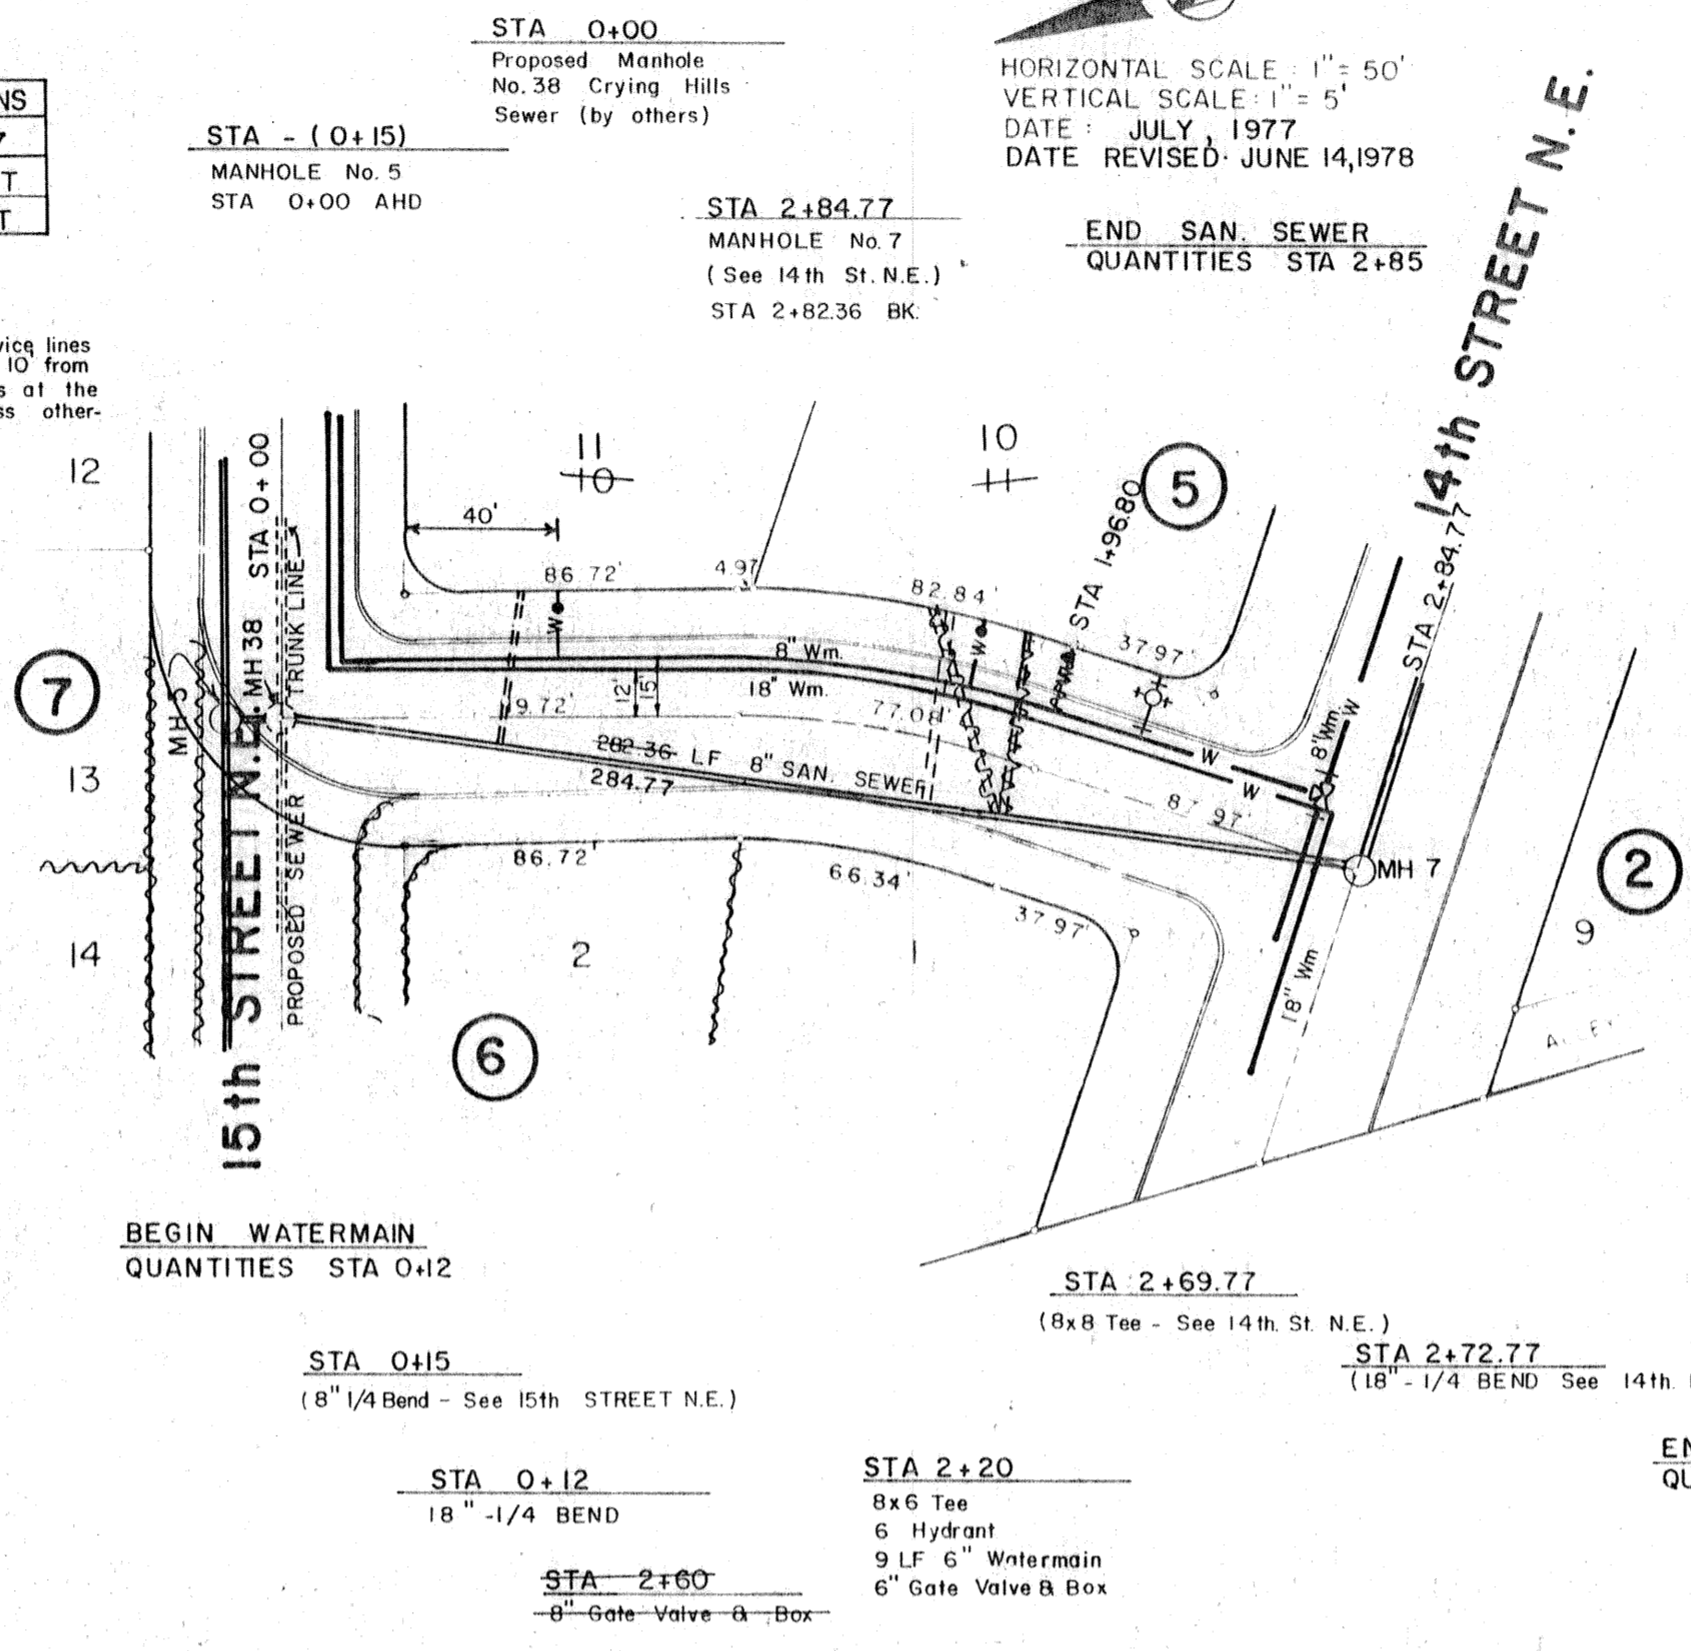 STA 0+00
Proposed Manhole
No. 38 Crying Hills
Sewer (by others)
HORIZONTAL SCALE : 1"= 50'
VERTICAL SCALE: 1"= 5'
DATE : JULY, 1977
DATE REVISED: JUNE 14,1978
NS
T
T
STA - (0+15)
MANHOLE No. 5
STA 0+00 AHD
STA 2+84.77
MANHOLE No. 7
(See 14th St. N.E.)
STA 2+82.36 BK.
END SAN. SEWER
QUANTITIES STA 2+85
14th STREET N.E.
lines
10' from
at the
other-
12
11
10
10
11
5
STA 1+96.80
STA 2+84.77
40'
MH 38 STA 0+00
TRUNK LINE
PROPOSED SEWER
86.72'
4.97
82.84'
37.97'
W
W
8" Wm.
18" Wm.
12'
15'
9.72'
77.08'
7
MH 5
282.36 LF 8" SAN. SEWER
284.77
W
W
8" Wm.
W
87.97'
MH 7
2
13
15th STREET N.E.
86.72'
66.34'
37.97'
14
2
1
9
18" Wm
6
BEGIN WATERMAIN
QUANTITIES STA 0+12
STA 2+69.77
(8x8 Tee - See 14th. St. N.E.)
STA 0+15
(8" 1/4 Bend - See 15th STREET N.E.)
STA 2+72.77
(18"- 1/4 BEND See 14th.
STA 0+12
18" -1/4 BEND
STA 2+20
8x6 Tee
6 Hydrant
9 LF 6" Watermain
6" Gate Valve & Box
STA 2+60
8" Gate Valve & Box